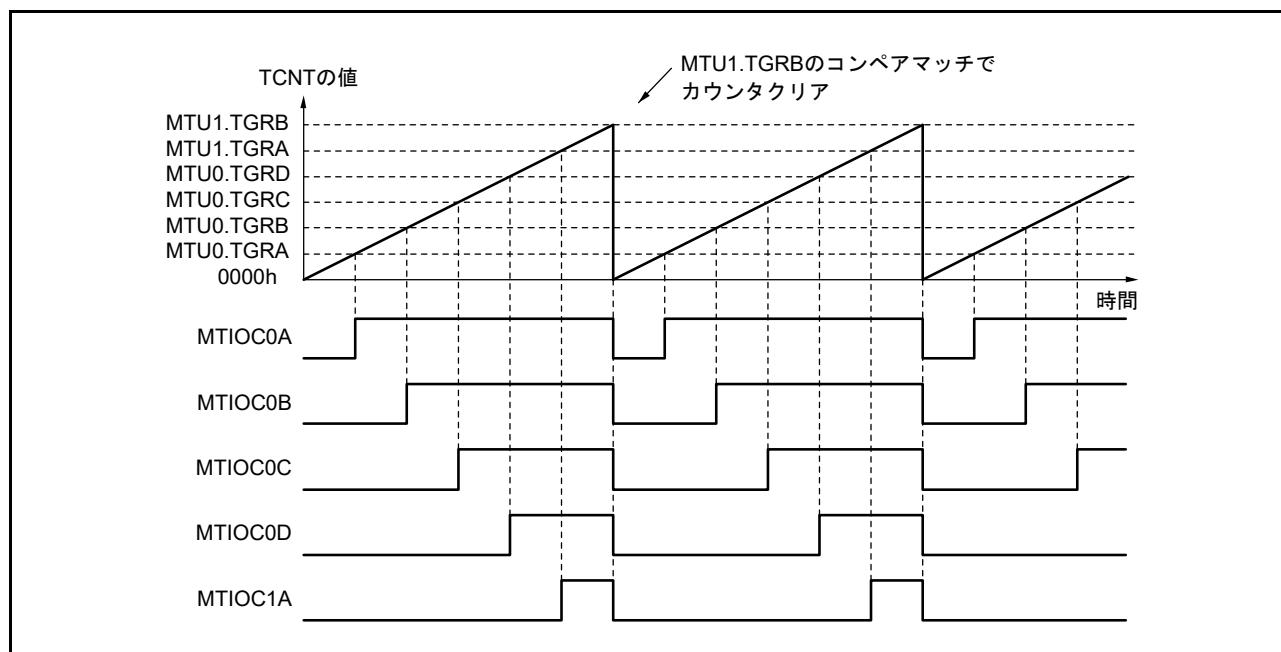 MTU1.TGRBのコンペアマッチで
カウンタクリア
TCNTの値
MTU1.TGRB
MTU1.TGRA
MTU0.TGRD
MTU0.TGRC
MTU0.TGRB
MTU0.TGRA
0000h
時間
MTIOC0A
MTIOC0B
MTIOC0C
MTIOC0D
MTIOC1A